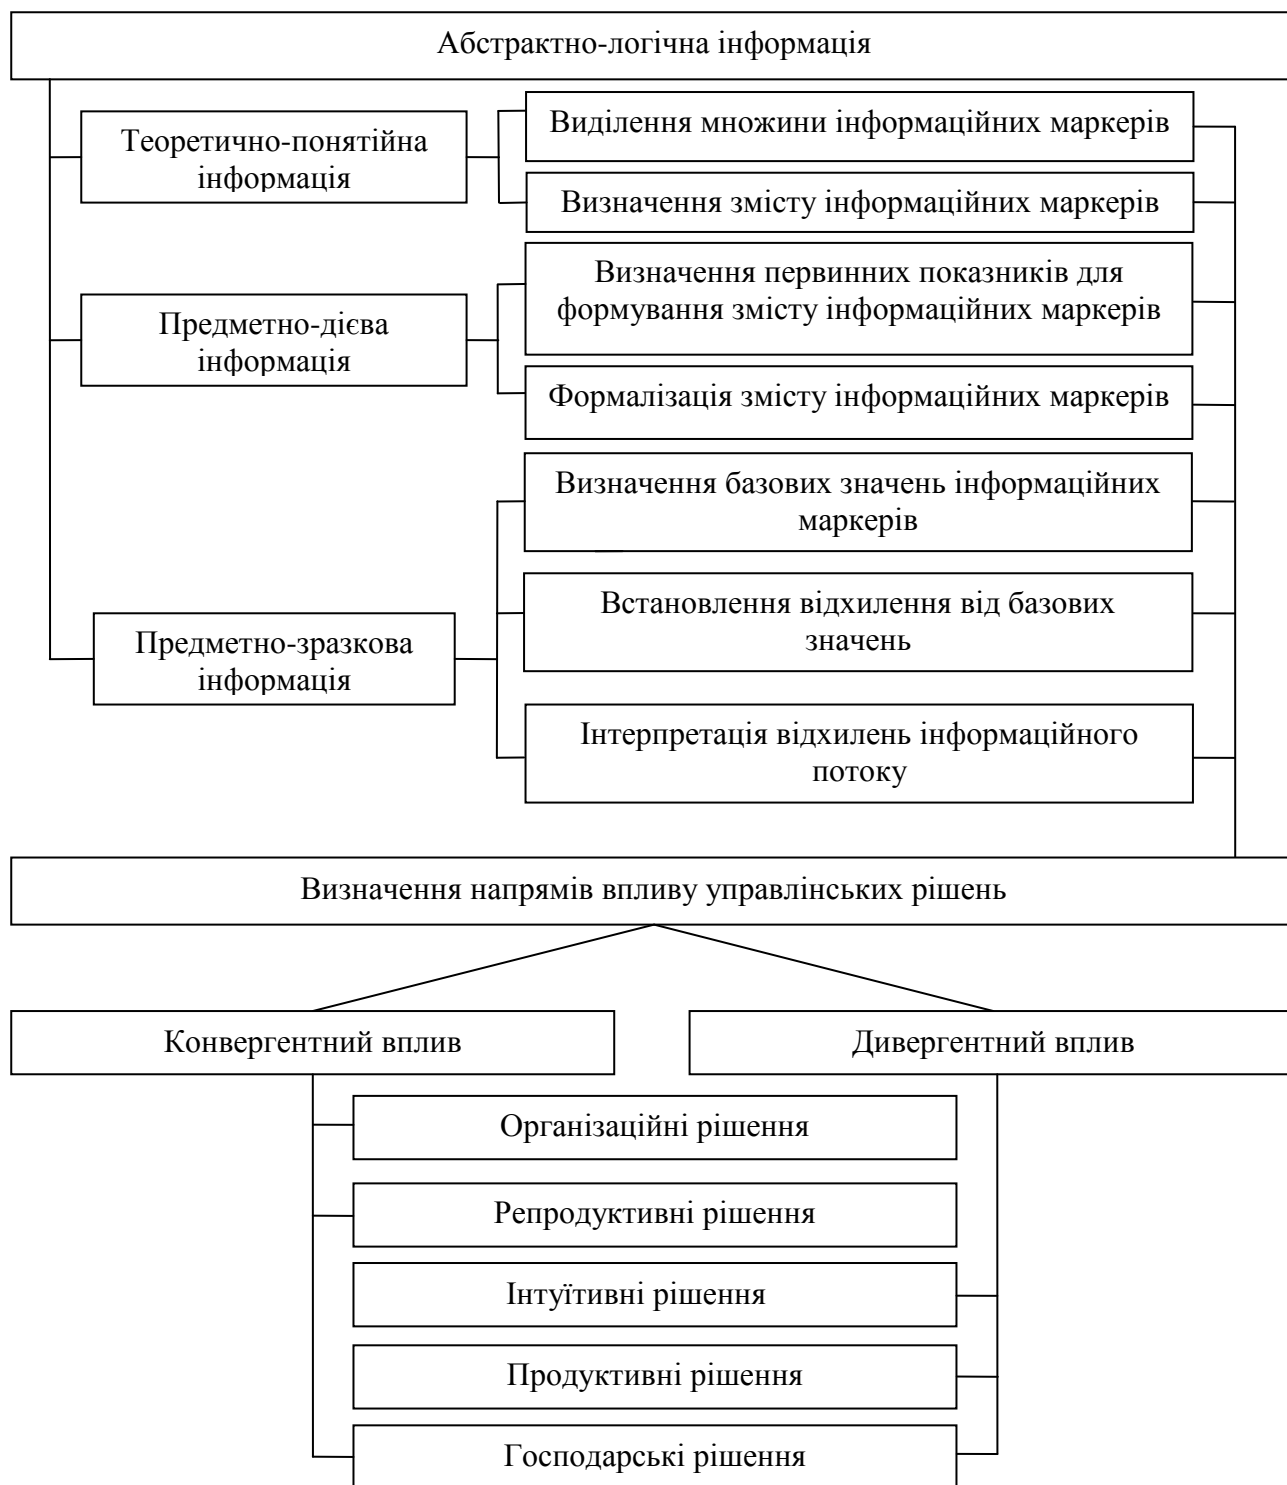 Абстрактно-логічна інформація
Теоретично-понятійна
інформація
Виділення множини інформаційних маркерів
Визначення змісту інформаційних маркерів
Предметно-дієва
інформація
Визначення первинних показників для
формування змісту інформаційних маркерів
Формалізація змісту інформаційних маркерів
Предметно-зразкова
інформація
Визначення базових значень інформаційних
маркерів
Встановлення відхилення від базових
значень
Інтерпретація відхилень інформаційного
потоку
Визначення напрямів впливу управлінських рішень
Конвергентний вплив
Дивергентний вплив
Організаційні рішення
Репродуктивні рішення
Інтуїтивні рішення
Продуктивні рішення
Господарські рішення